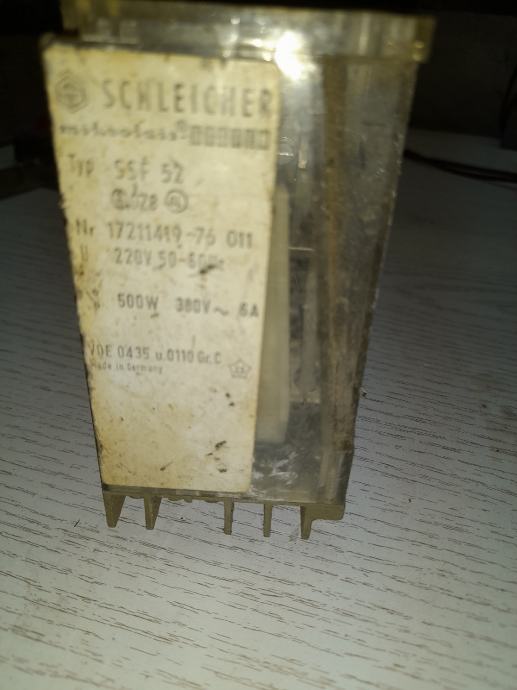 SCHLEICHER
Typ SSF 52
Nr 17211419-76 011
U 220V 50-60Hz
500W 380V~ 6A
VDE 0435 u.0110 Gr.C
Made in Germany